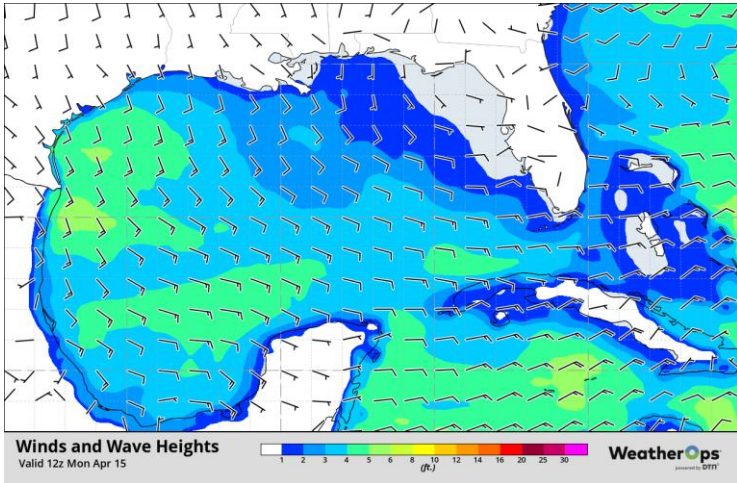 Winds and Wave Heights
Valid 12z Mon Apr 15
1 2 3 4 5 6 8 10 12 14 16 20 25 30
(ft.)
WeatherOps
powered by DTN